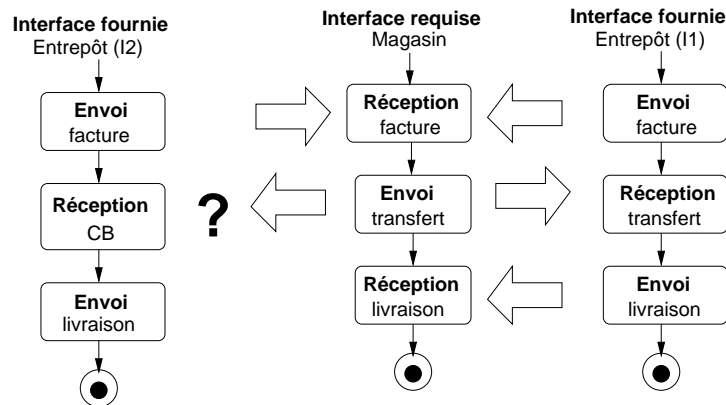 Interface fournie
Entrepôt (I2)
Envoi
facture
Réception
CB
Envoi
livraison
?
Interface requise
Magasin
Réception
facture
Envoi
transfert
Réception
livraison
Interface fournie
Entrepôt (I1)
Envoi
facture
Réception
transfert
Envoi
livraison